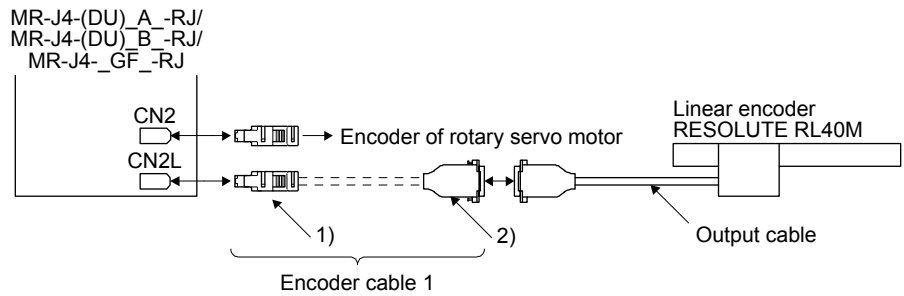 MR-J4-(DU)_A_-RJ/
MR-J4-(DU)_B_-RJ/
MR-J4-_GF_-RJ
CN2
Encoder of rotary servo motor
Linear encoder
RESOLUTE RL40M
CN2L
1)
2)
Output cable
Encoder cable 1